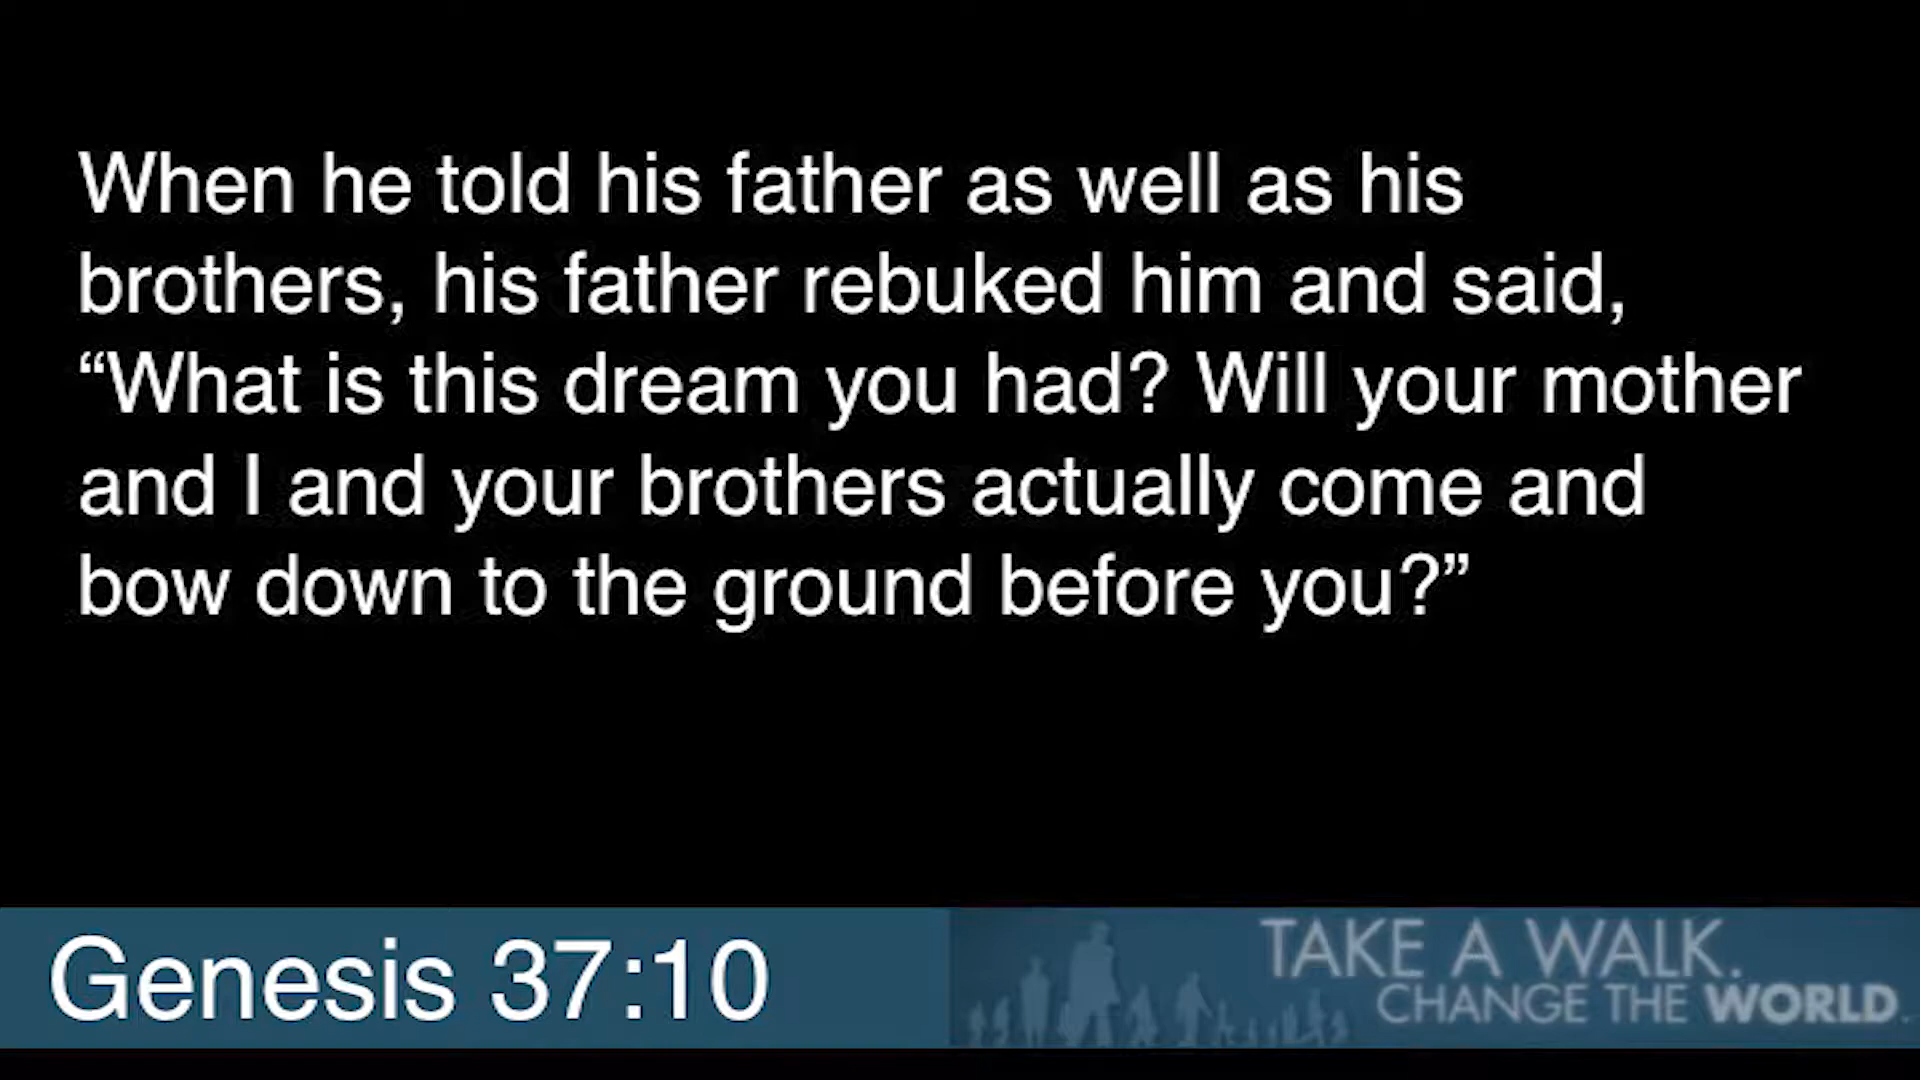 When he told his father as well as his
brothers, his father rebuked him and said,
“What is this dream you had? Will your mother
and I and your brothers actually come and
bow down to the ground before you?”
Genesis 37:10
TAKE A WALK.
CHANGE THE WORLD.